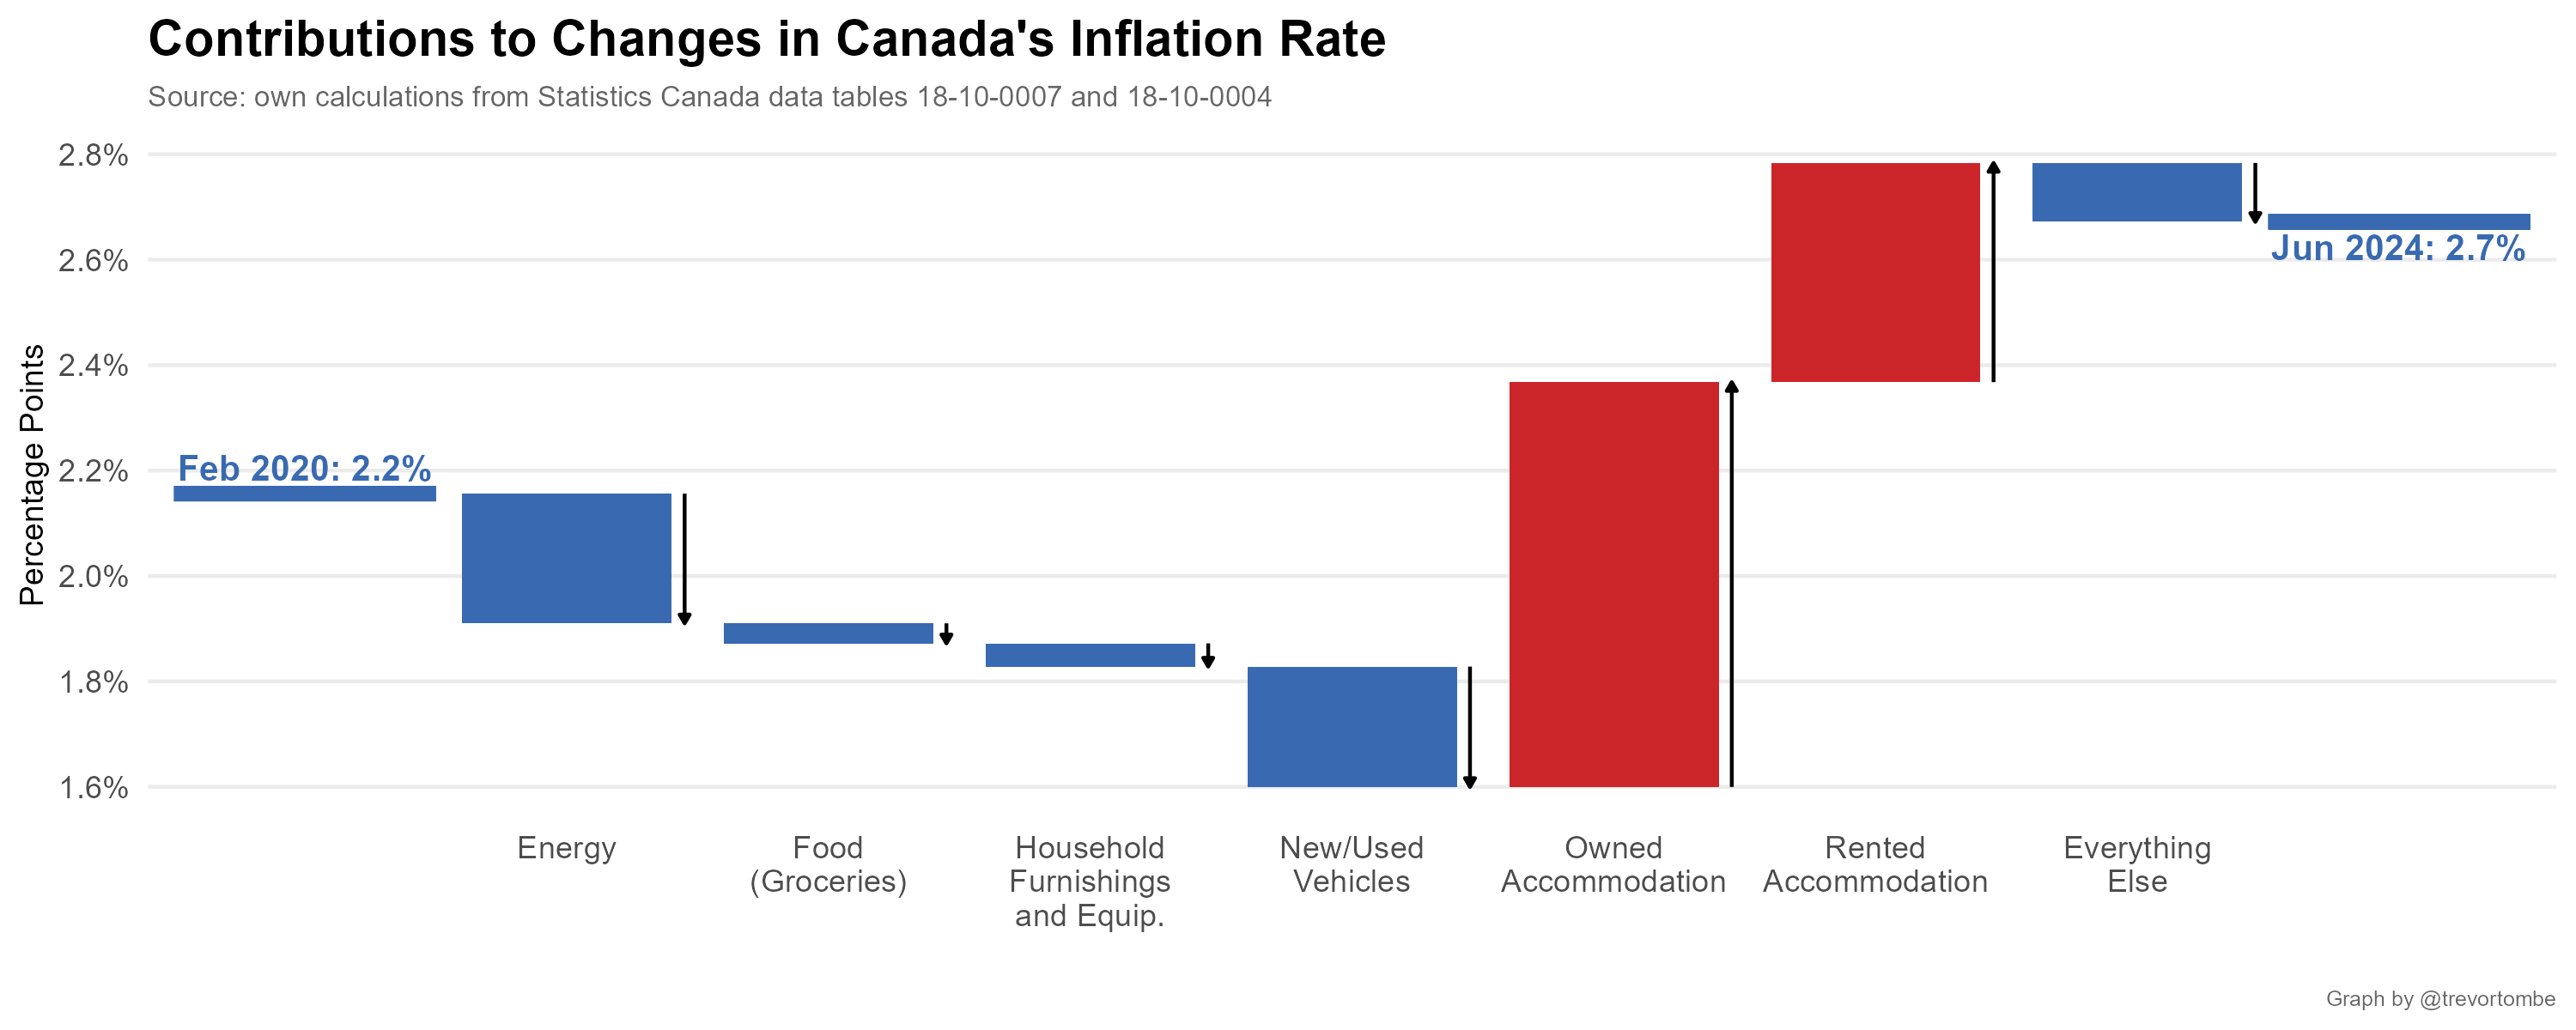 Contributions to Changes in Canada's Inflation Rate
Source: own calculations from Statistics Canada data tables 18-10-0007 and 18-10-0004
Percentage Points
2.8%
2.6%
2.4%
2.2%
2.0%
1.8%
1.6%
Feb 2020: 2.2%
Jun 2024: 2.7%
Energy
Food
(Groceries)
Household
Furnishings
and Equip.
New/Used
Vehicles
Owned
Accommodation
Rented
Accommodation
Everything
Else
Graph by @trevortombe